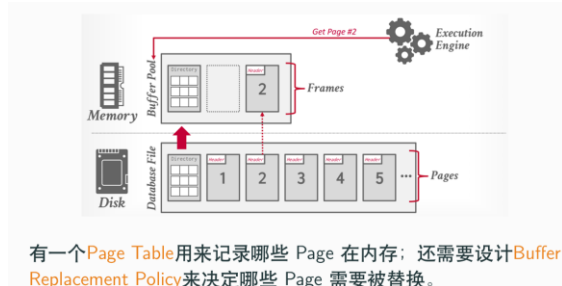 Get Page #2
Execution
Engine
Buffer Pool
Directory
Header
2
Frames
Memory
Disk
Database File
Directory
Header
1
Header
2
Header
3
Header
4
Header
5
...
Pages
有一个Page Table用来记录哪些 Page 在内存；还需要设计Buffer
Replacement Policy来决定哪些 Page 需要被替换。